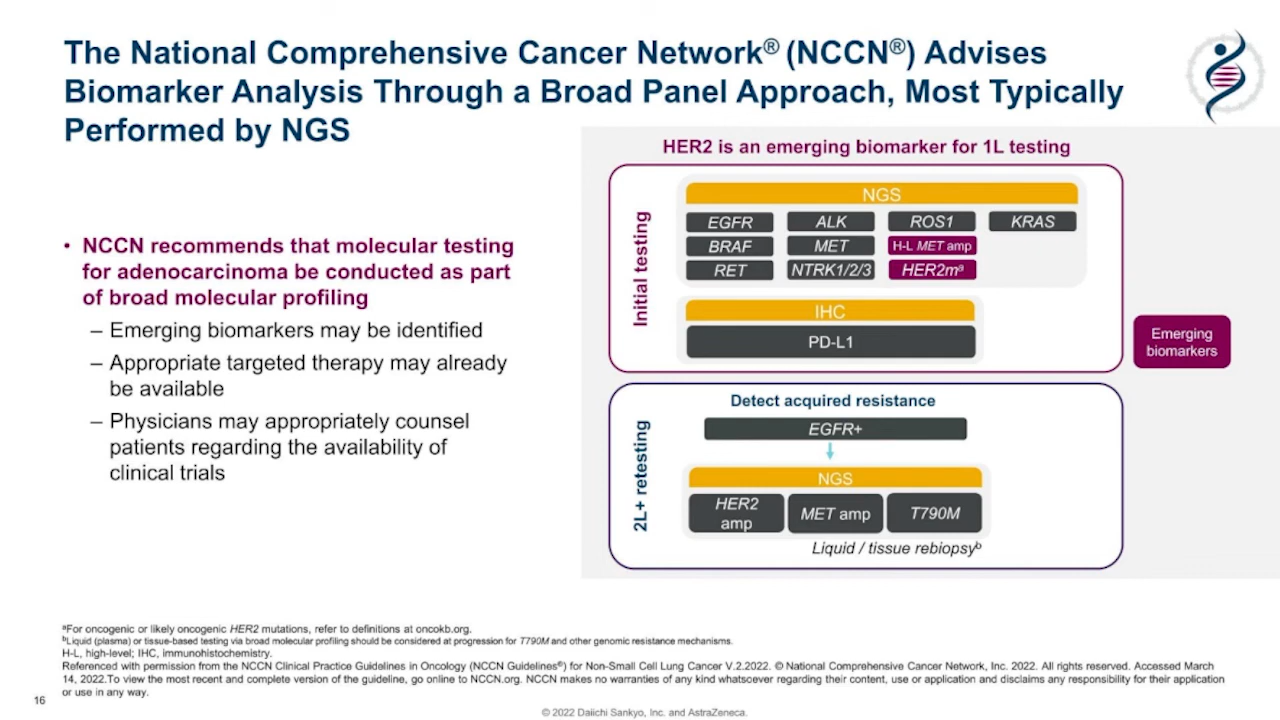 The National Comprehensive Cancer Network® (NCCN®) Advises
Biomarker Analysis Through a Broad Panel Approach, Most Typically
Performed by NGS
• NCCN recommends that molecular testing
for adenocarcinoma be conducted as part
of broad molecular profiling
– Emerging biomarkers may be identified
– Appropriate targeted therapy may already
be available
– Physicians may appropriately counsel
patients regarding the availability of
clinical trials
HER2 is an emerging biomarker for 1L testing
Initial testing
NGS
EGFR ALK ROS1 KRAS
BRAF MET H-L MET amp
RET NTRK1/2/3 HER2mᵃ
IHC
PD-L1
Emerging
biomarkers
2L+ retesting
Detect acquired resistance
EGFR+
NGS
HER2
amp
MET amp
T790M
Liquid / tissue rebiopsyᵇ
ᵃFor oncogenic or likely oncogenic HER2 mutations, refer to definitions at oncokb.org.
ᵇLiquid (plasma) or tissue-based testing via broad molecular profiling should be considered at progression for T790M and other genomic resistance mechanisms.
H-L, high-level; IHC, immunohistochemistry.
Referenced with permission from the NCCN Clinical Practice Guidelines in Oncology (NCCN Guidelines®) for Non-Small Cell Lung Cancer V.2.2022. © National Comprehensive Cancer Network, Inc. 2022. All rights reserved. Accessed March
14, 2022.To view the most recent and complete version of the guideline, go online to NCCN.org. NCCN makes no warranties of any kind whatsoever regarding their content, use or application and disclaims any responsibility for their application
or use in any way.
16
© 2022 Daiichi Sankyo, Inc. and AstraZeneca.